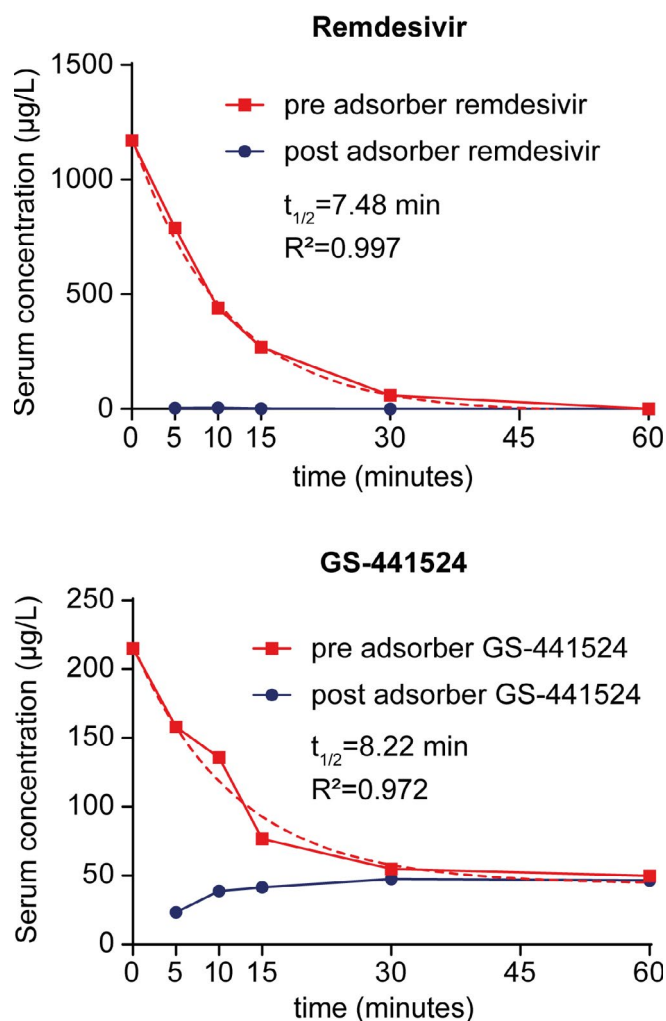 Remdesivir
Serum concentration (µg/L)
1500
1000
500
0
pre adsorber remdesivir
post adsorber remdesivir
t1/2=7.48 min
R²=0.997
0 5 10 15 30 45 60
time (minutes)
GS-441524
Serum concentration (µg/L)
250
200
150
100
50
0
pre adsorber GS-441524
post adsorber GS-441524
t1/2=8.22 min
R²=0.972
0 5 10 15 30 45 60
time (minutes)